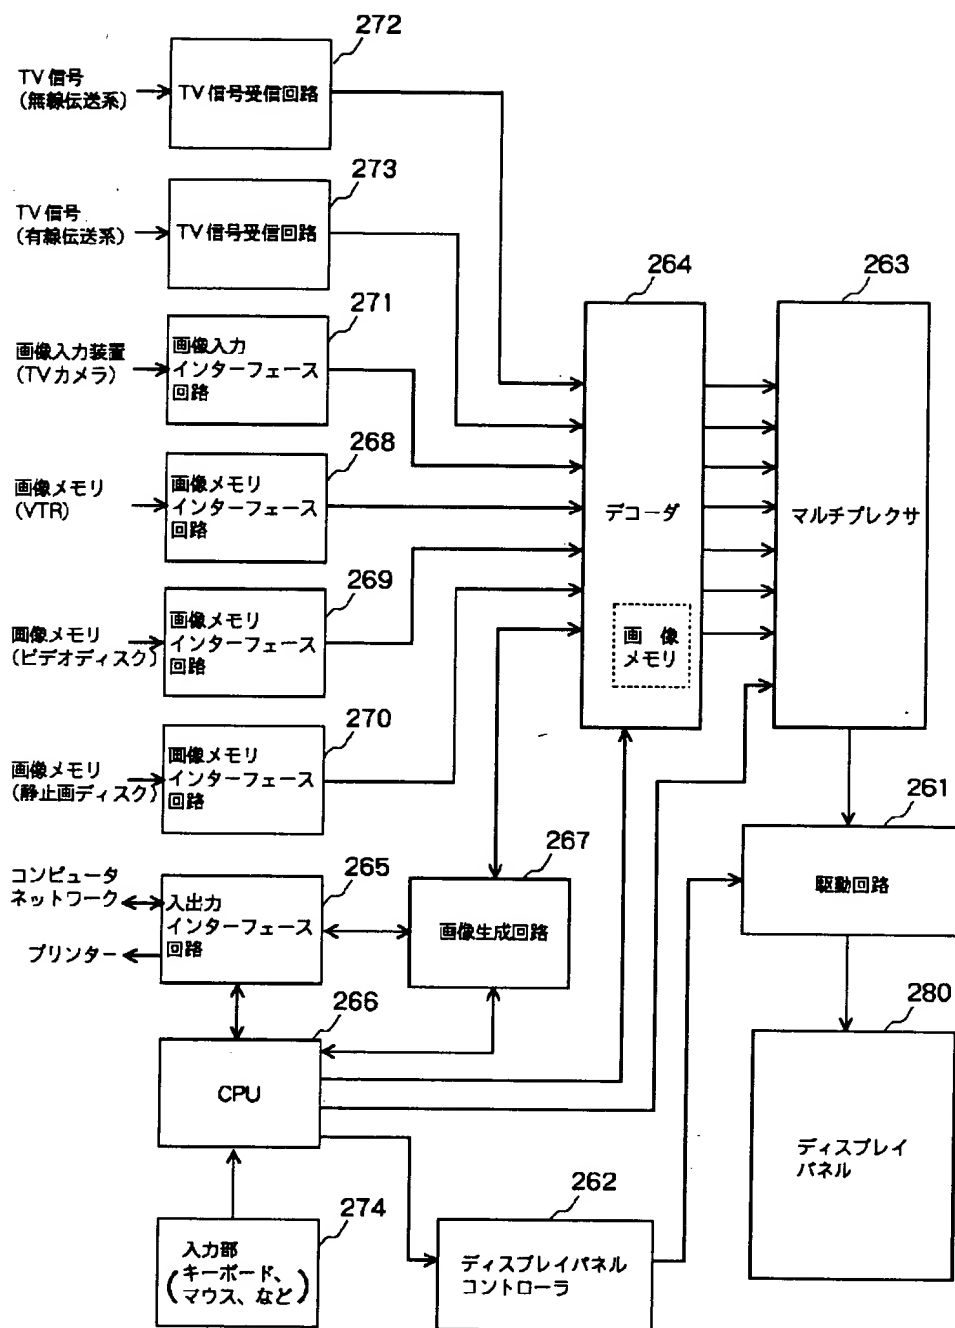 272
TV信号
(無線伝送系)
TV信号受信回路
273
TV信号
(有線伝送系)
TV信号受信回路
264
263
271
画像入力装置
(TVカメラ)
画像入力
インターフェース
回路
268
画像メモリ
(VTR)
画像メモリ
インターフェース
回路
デコーダ
マルチプレクサ
269
画像メモリ
(ビデオディスク)
画像メモリ
インターフェース
回路
画像
メモリ
270
画像メモリ
(静止画ディスク)
画像メモリ
インターフェース
回路
261
駆動回路
267
265
コンピュータ
ネットワーク
プリンター
入出力
インターフェース
回路
画像生成回路
280
266
CPU
ディスプレイ
パネル
262
274
入力部
(キーボード、
マウス、など)
ディスプレイパネル
コントローラ